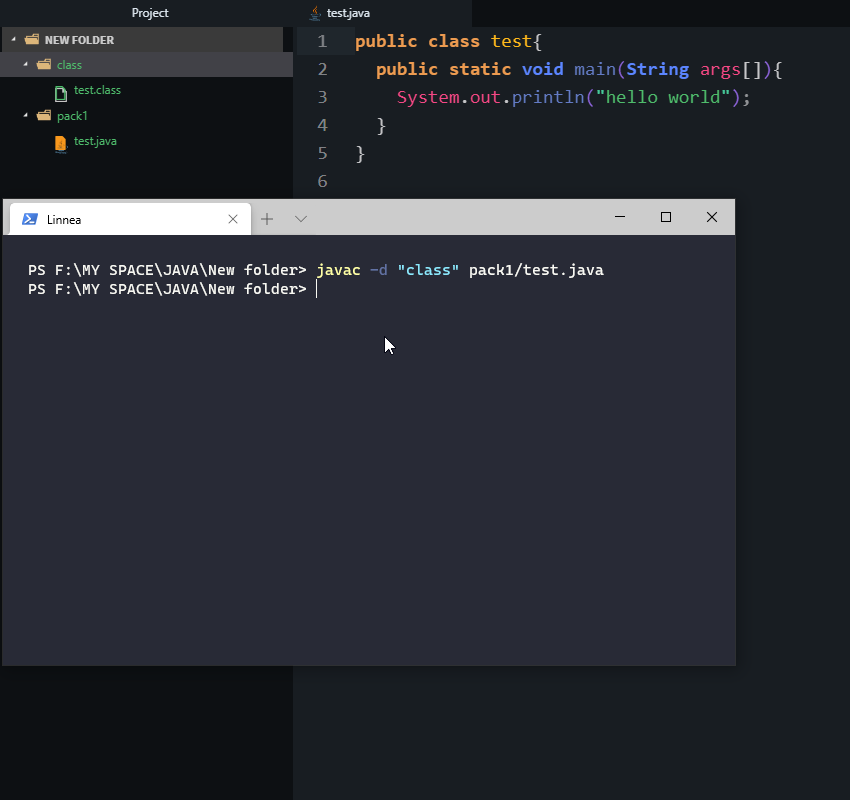 Project
test.java
NEW FOLDER
class
test.class
pack1
test.java
1 public class test{
2 public static void main(String args[]){
3 System.out.println("hello world");
4 }
5 }
6
Linnea
PS F:\MY SPACE\JAVA\New folder> javac -d "class" pack1/test.java
PS F:\MY SPACE\JAVA\New folder>